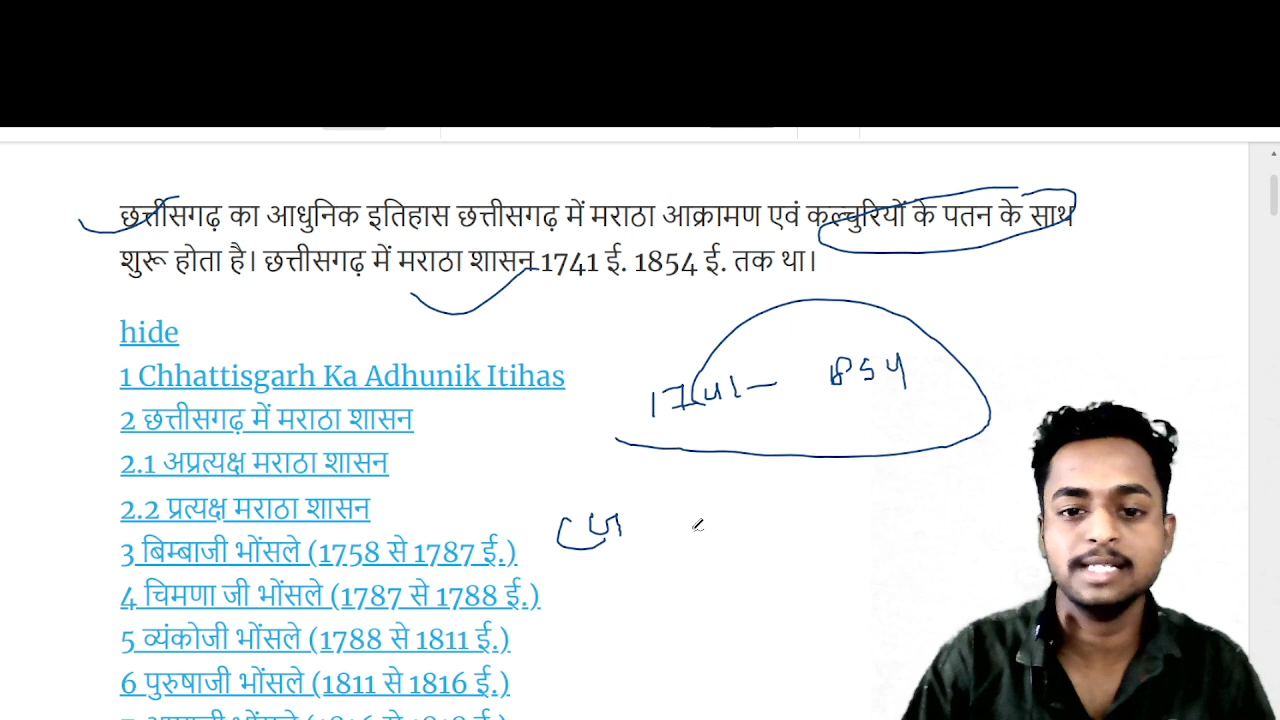 छत्तीसगढ़ का आधुनिक इतिहास छत्तीसगढ़ में मराठा आक्रामण एवं कल्चुरियों के पतन के साथ
शुरू होता है। छत्तीसगढ़ में मराठा शासन 1741 ई. 1854 ई. तक था।
hide
1 Chhattisgarh Ka Adhunik Itihas
1741 — 1854
2 छत्तीसगढ़ में मराठा शासन
2.1 अप्रत्यक्ष मराठा शासन
2.2 प्रत्यक्ष मराठा शासन
3 बिम्बाजी भोंसले (1758 से 1787 ई.)
4 चिमणा जी भोंसले (1787 से 1788 ई.)
5 व्यंकोजी भोंसले (1788 से 1811 ई.)
6 पुरुषाजी भोंसले (1811 से 1816 ई.)